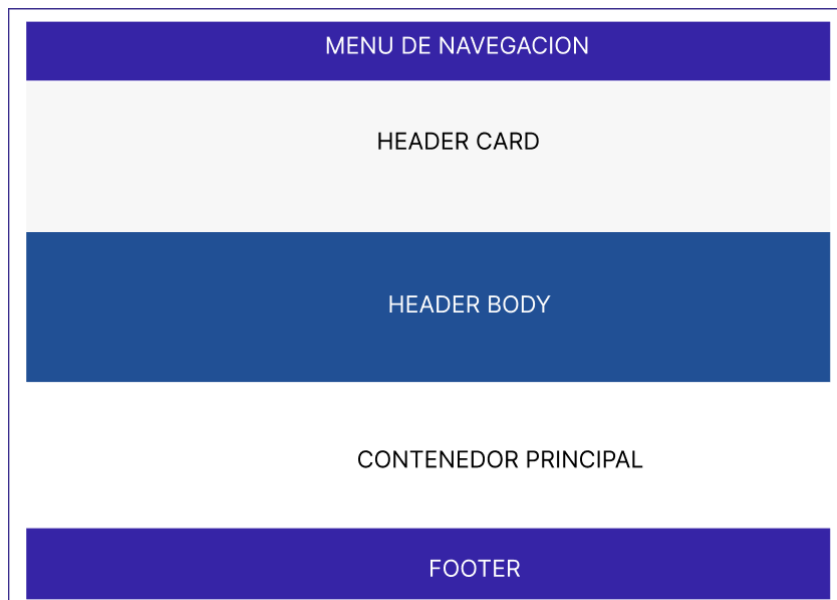 MENU DE NAVEGACION
HEADER CARD
HEADER BODY
CONTENEDOR PRINCIPAL
FOOTER